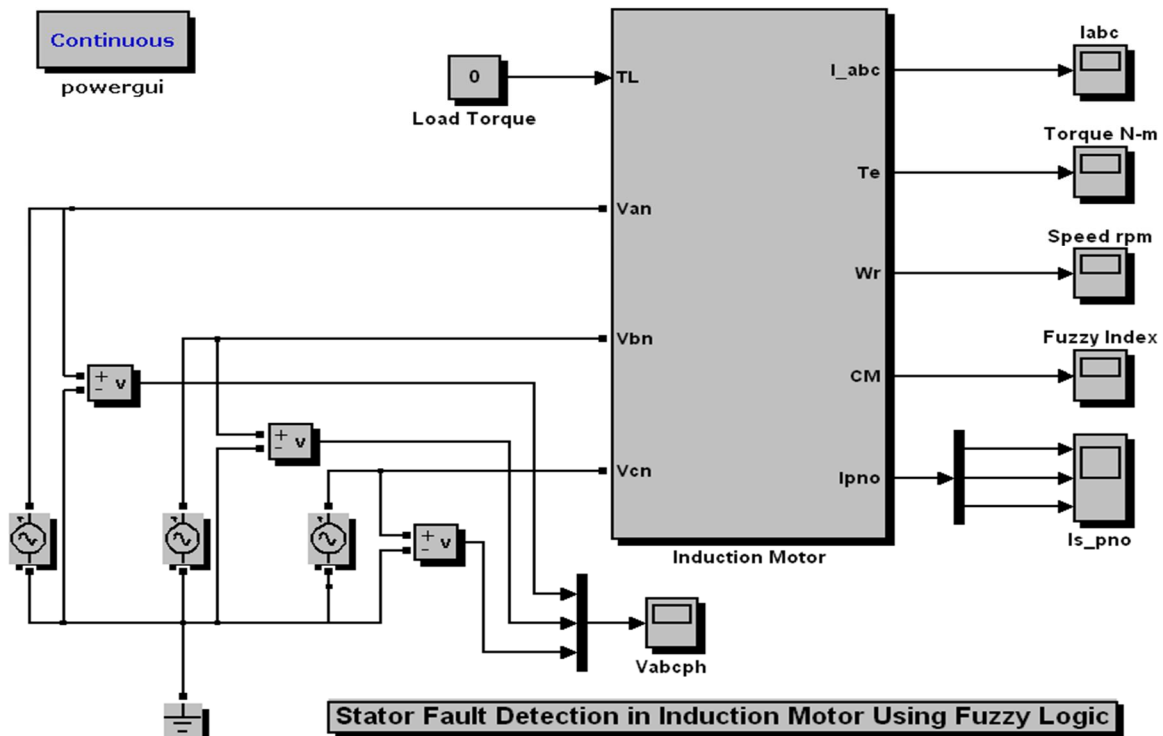 Continuous
powergui
0
Load Torque
TL
Van
Vbn
Vcn
I_abc
Te
Wr
CM
Ipno
Induction Motor
Iabc
Torque N-m
Speed rpm
Fuzzy Index
Is_pno
+
-
v
+
-
v
+
-
v
Vabcph
Stator Fault Detection in Induction Motor Using Fuzzy Logic